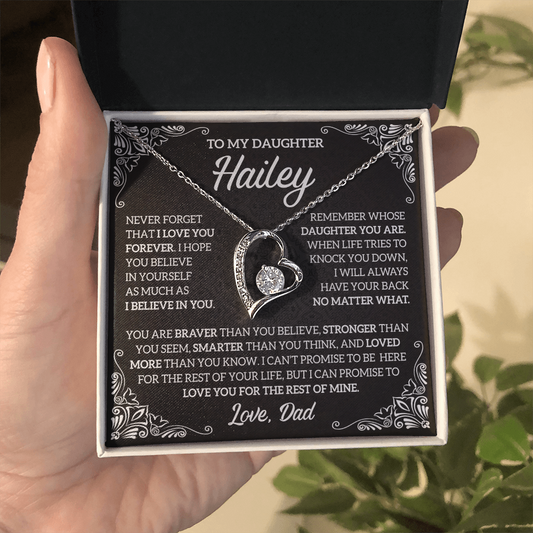 TO MY DAUGHTER
Hailey
NEVER FORGET
THAT I LOVE YOU
FOREVER. I HOPE
YOU BELIEVE
IN YOURSELF
AS MUCH AS
I BELIEVE IN YOU.
REMEMBER WHOSE
DAUGHTER YOU ARE.
WHEN LIFE TRIES TO
KNOCK YOU DOWN,
I WILL ALWAYS
HAVE YOUR BACK
NO MATTER WHAT.
YOU ARE BRAVER THAN YOU BELIEVE, STRONGER THAN
YOU SEEM, SMARTER THAN YOU THINK, AND LOVED
MORE THAN YOU KNOW. I CAN'T PROMISE TO BE HERE
FOR THE REST OF YOUR LIFE, BUT I CAN PROMISE TO
LOVE YOU FOR THE REST OF MINE.
Love, Dad